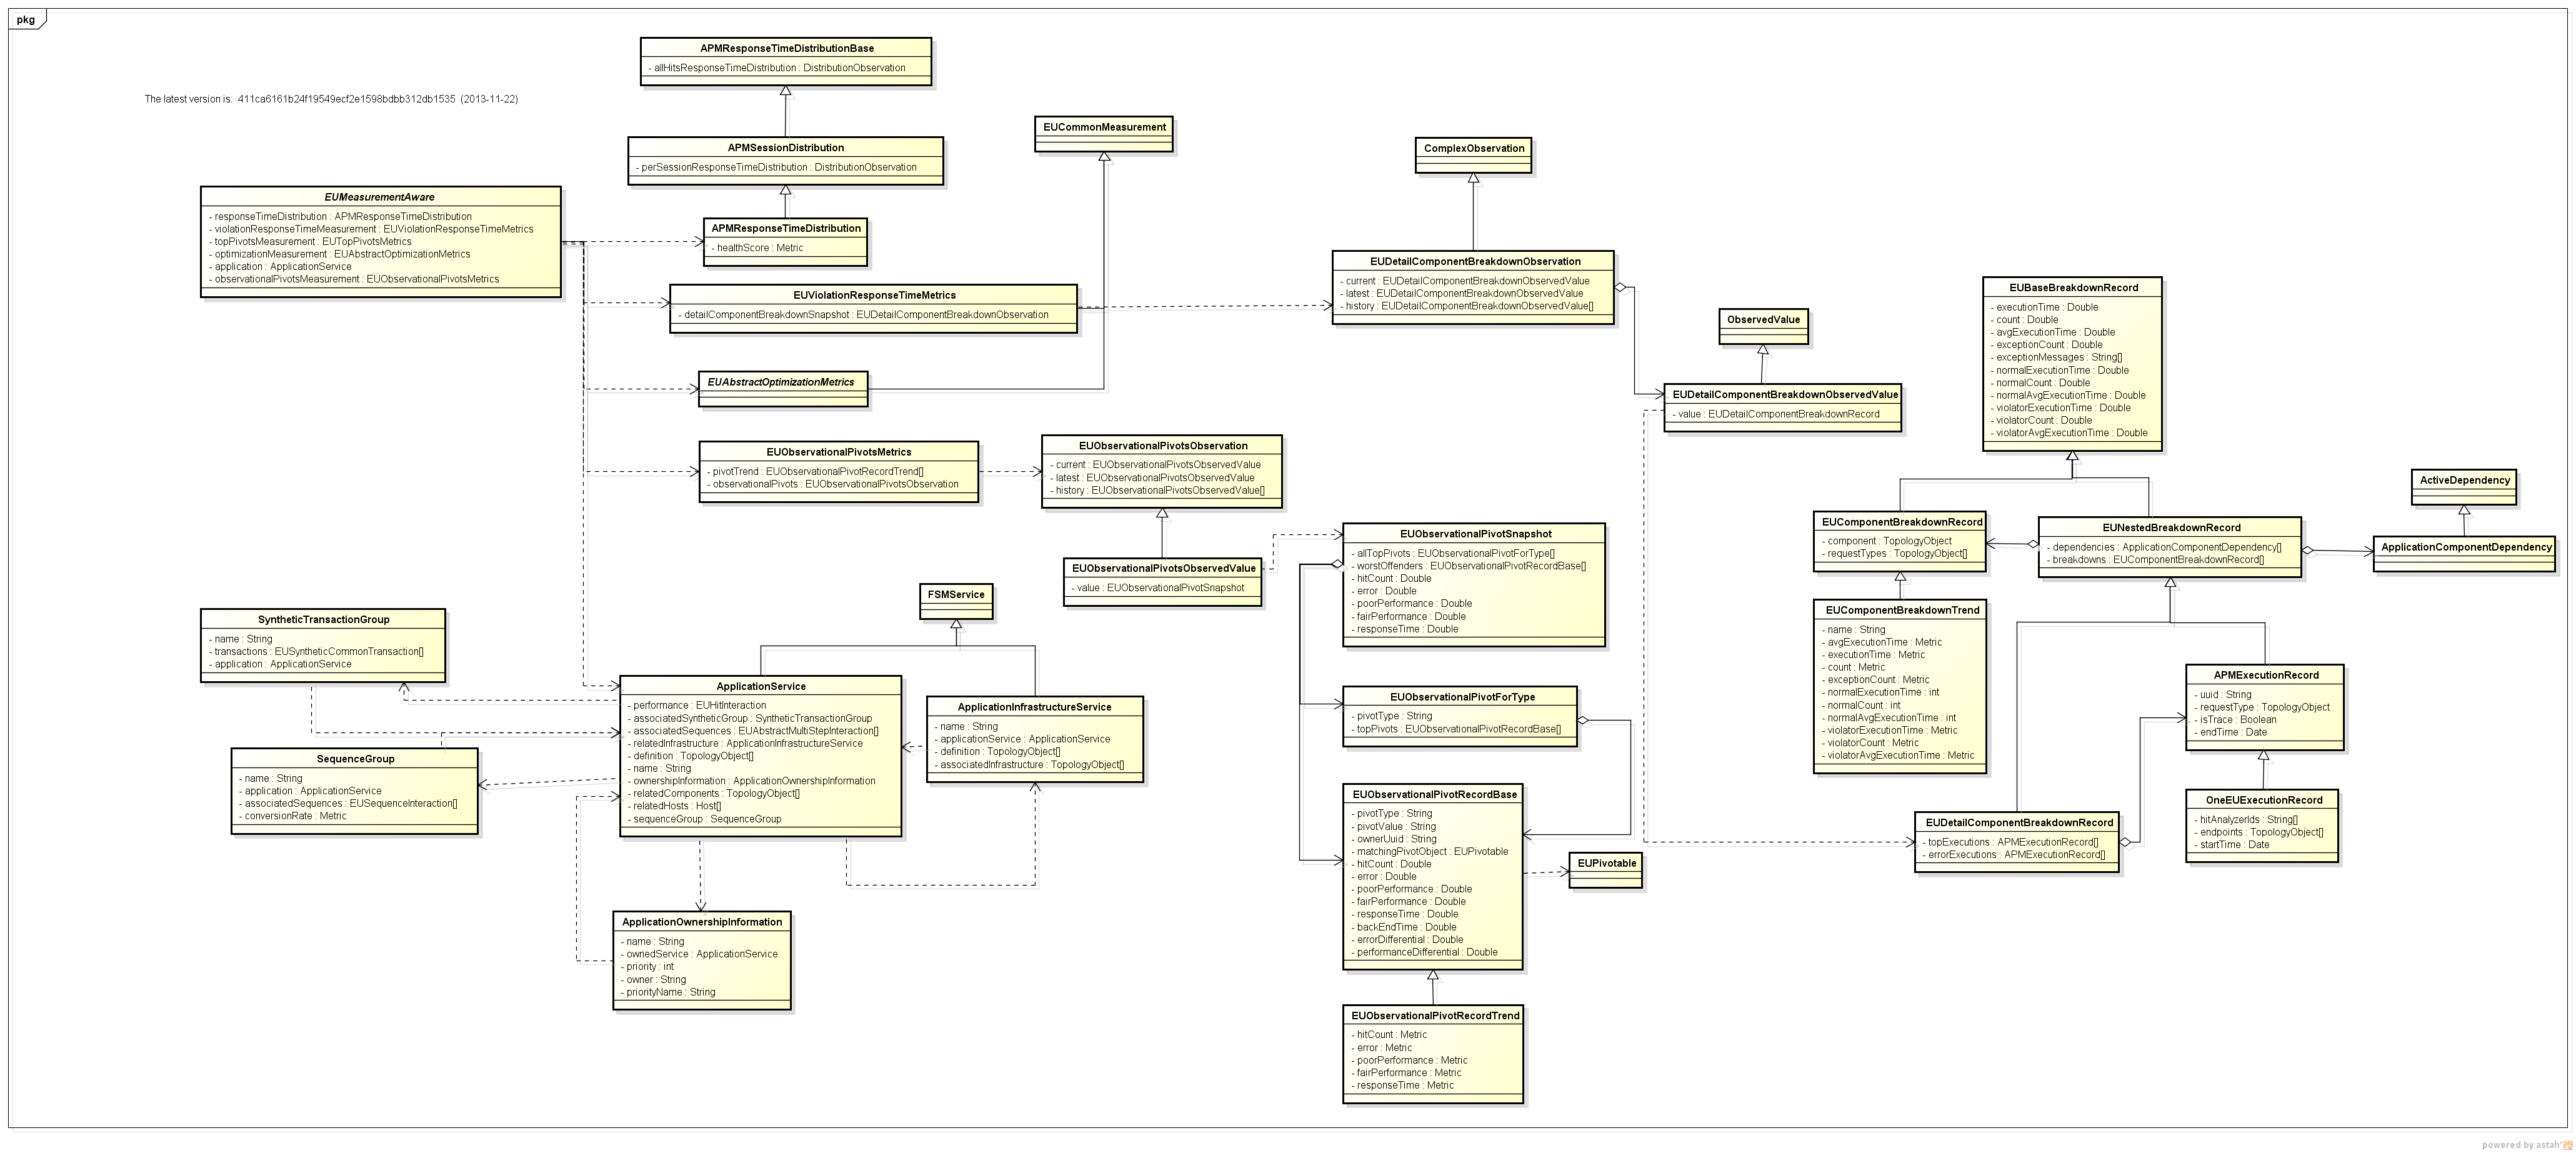 pkg
The latest version is: 411ca6161b24f19549ecf2e1598bdbb312db1535 (2013-11-22)
APMResponseTimeDistributionBase
- allHitsResponseTimeDistribution : DistributionObservation
APMSessionDistribution
- perSessionResponseTimeDistribution : DistributionObservation
APMResponseTimeDistribution
- healthScore : Metric
EUMeasurementAware
- responseTimeDistribution : APMResponseTimeDistribution
- violationResponseTimeMeasurement : EUViolationResponseTimeMetrics
- topPivotsMeasurement : EUTopPivotsMetrics
- optimizationMeasurement : EUAbstractOptimizationMetrics
- application : ApplicationService
- observationalPivotsMeasurement : EUObservationalPivotsMetrics
EUCommonMeasurement
EUViolationResponseTimeMetrics
- detailComponentBreakdownSnapshot : EUDetailComponentBreakdownObservation
EUAbstractOptimizationMetrics
EUObservationalPivotsMetrics
- pivotTrend : EUObservationalPivotRecordTrend[]
- observationalPivots : EUObservationalPivotsObservation
EUObservationalPivotsObservation
- current : EUObservationalPivotsObservedValue
- latest : EUObservationalPivotsObservedValue
- history : EUObservationalPivotsObservedValue[]
EUObservationalPivotsObservedValue
- value : EUObservationalPivotSnapshot
ComplexObservation
EUDetailComponentBreakdownObservation
- current : EUDetailComponentBreakdownObservedValue
- latest : EUDetailComponentBreakdownObservedValue
- history : EUDetailComponentBreakdownObservedValue[]
ObservedValue
EUDetailComponentBreakdownObservedValue
- value : EUDetailComponentBreakdownRecord
EUBaseBreakdownRecord
- executionTime : Double
- count : Double
- avgExecutionTime : Double
- exceptionCount : Double
- exceptionMessages : String[]
- normalExecutionTime : Double
- normalCount : Double
- normalAvgExecutionTime : Double
- violatorExecutionTime : Double
- violatorCount : Double
- violatorAvgExecutionTime : Double
ActiveDependency
ApplicationComponentDependency
EUComponentBreakdownRecord
- component : TopologyObject
- requestTypes : TopologyObject[]
EUNestedBreakdownRecord
- dependencies : ApplicationComponentDependency[]
- breakdowns : EUComponentBreakdownRecord[]
EUComponentBreakdownTrend
- name : String
- avgExecutionTime : Metric
- executionTime : Metric
- count : Metric
- exceptionCount : Metric
- normalExecutionTime : int
- normalCount : int
- normalAvgExecutionTime : int
- violatorExecutionTime : Metric
- violatorCount : Metric
- violatorAvgExecutionTime : Metric
APMExecutionRecord
- uuid : String
- requestType : TopologyObject
- isTrace : Boolean
- endTime : Date
OneEUExecutionRecord
- hitAnalyzerIds : String[]
- endpoints : TopologyObject[]
- startTime : Date
EUDetailComponentBreakdownRecord
- topExecutions : APMExecutionRecord[]
- errorExecutions : APMExecutionRecord[]
EUObservationalPivotSnapshot
- allTopPivots : EUObservationalPivotForType[]
- worstOffenders : EUObservationalPivotRecordBase[]
- hitCount : Double
- error : Double
- poorPerformance : Double
- fairPerformance : Double
- responseTime : Double
EUObservationalPivotForType
- pivotType : String
- topPivots : EUObservationalPivotRecordBase[]
EUObservationalPivotRecordBase
- pivotType : String
- pivotValue : String
- ownerUuid : String
- matchingPivotObject : EUPivotable
- hitCount : Double
- error : Double
- poorPerformance : Double
- fairPerformance : Double
- responseTime : Double
- backEndTime : Double
- errorDifferential : Double
- performanceDifferential : Double
EUPivotable
EUObservationalPivotRecordTrend
- hitCount : Metric
- error : Metric
- poorPerformance : Metric
- fairPerformance : Metric
- responseTime : Metric
FSMService
SyntheticTransactionGroup
- name : String
- transactions : EUSyntheticCommonTransaction[]
- application : ApplicationService
SequenceGroup
- name : String
- application : ApplicationService
- associatedSequences : EUSequenceInteraction[]
- conversionRate : Metric
ApplicationService
- performance : EUHitInteraction
- associatedSyntheticGroup : SyntheticTransactionGroup
- associatedSequences : EUAbstractMultiStepInteraction[]
- relatedInfrastructure : ApplicationInfrastructureService
- definition : TopologyObject[]
- name : String
- ownershipInformation : ApplicationOwnershipInformation
- relatedComponents : TopologyObject[]
- relatedHosts : Host[]
- sequenceGroup : SequenceGroup
ApplicationInfrastructureService
- name : String
- applicationService : ApplicationService
- definition : TopologyObject[]
- associatedInfrastructure : TopologyObject[]
ApplicationOwnershipInformation
- name : String
- ownedService : ApplicationService
- priority : int
- owner : String
- priorityName : String
powered by astah*